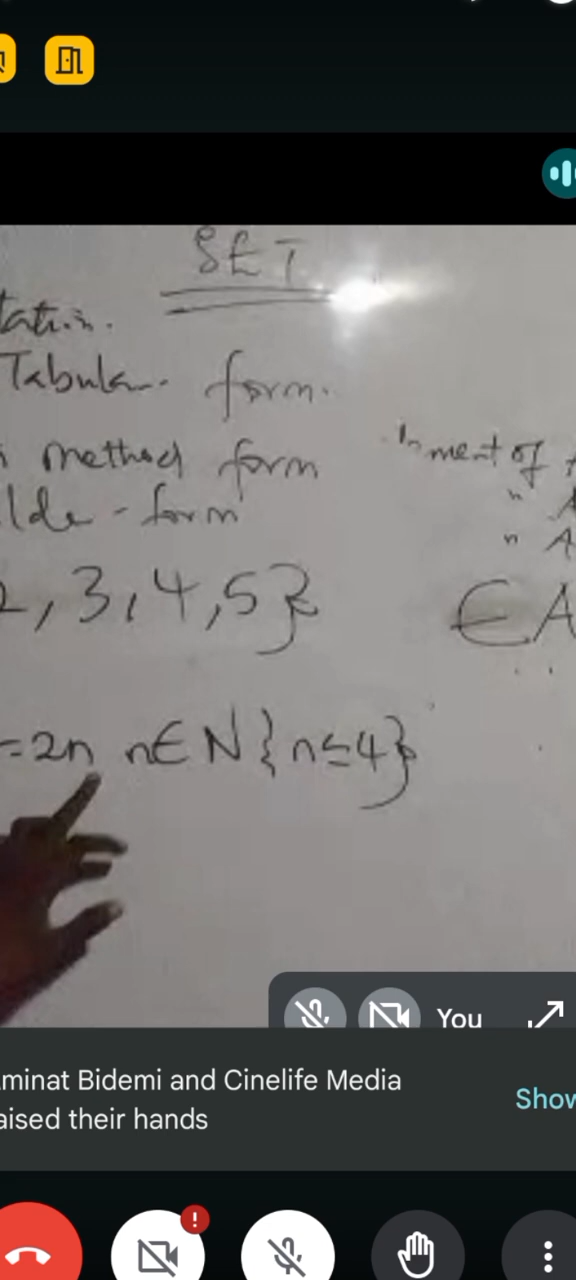 SET
Tabular form.
method form
lde-form
ment of
" A
" A
2, 3, 4, 5}
∈A
=2n n∈N{n≤4}
You
minat Bidemi and Cinelife Media
aised their hands
Show
!